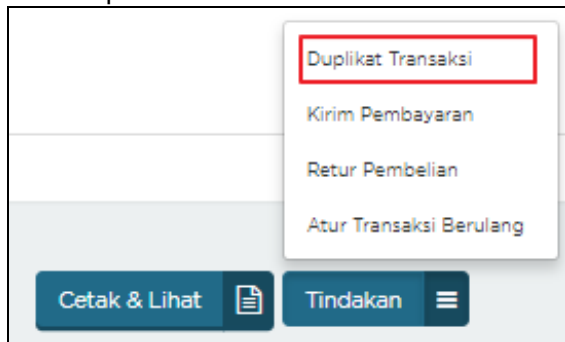 Duplikat Transaksi
Kirim Pembayaran
Retur Pembelian
Atur Transaksi Berulang
Cetak & Lihat
Tindakan